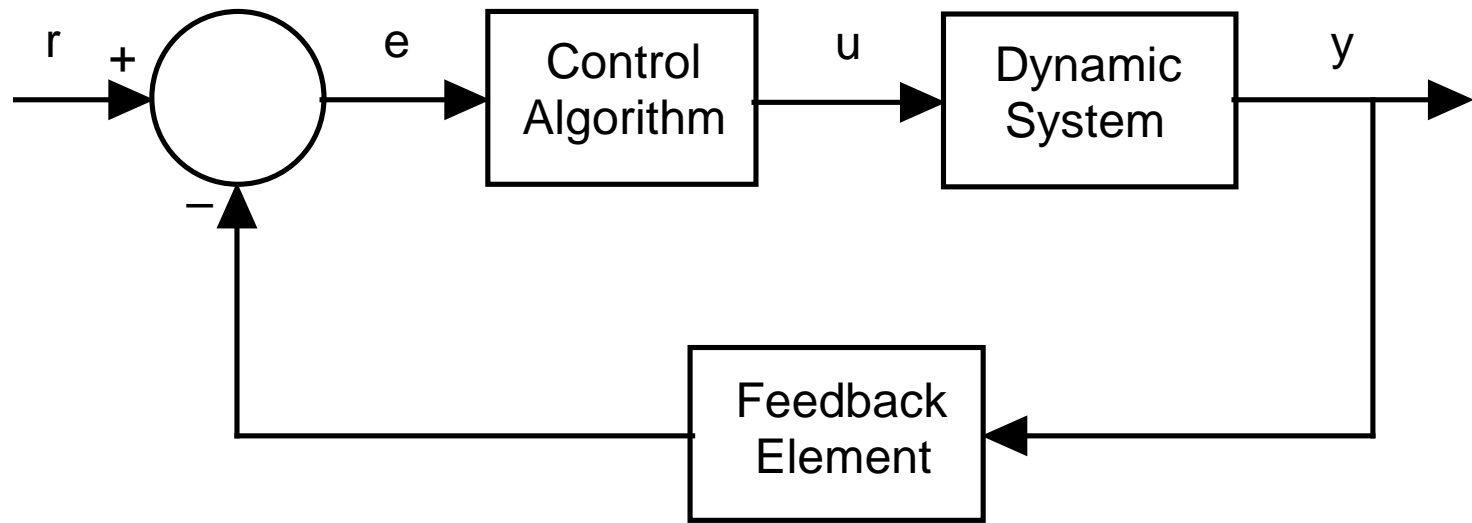 r
+
e
Control
Algorithm
u
Dynamic
System
y
–
Feedback
Element